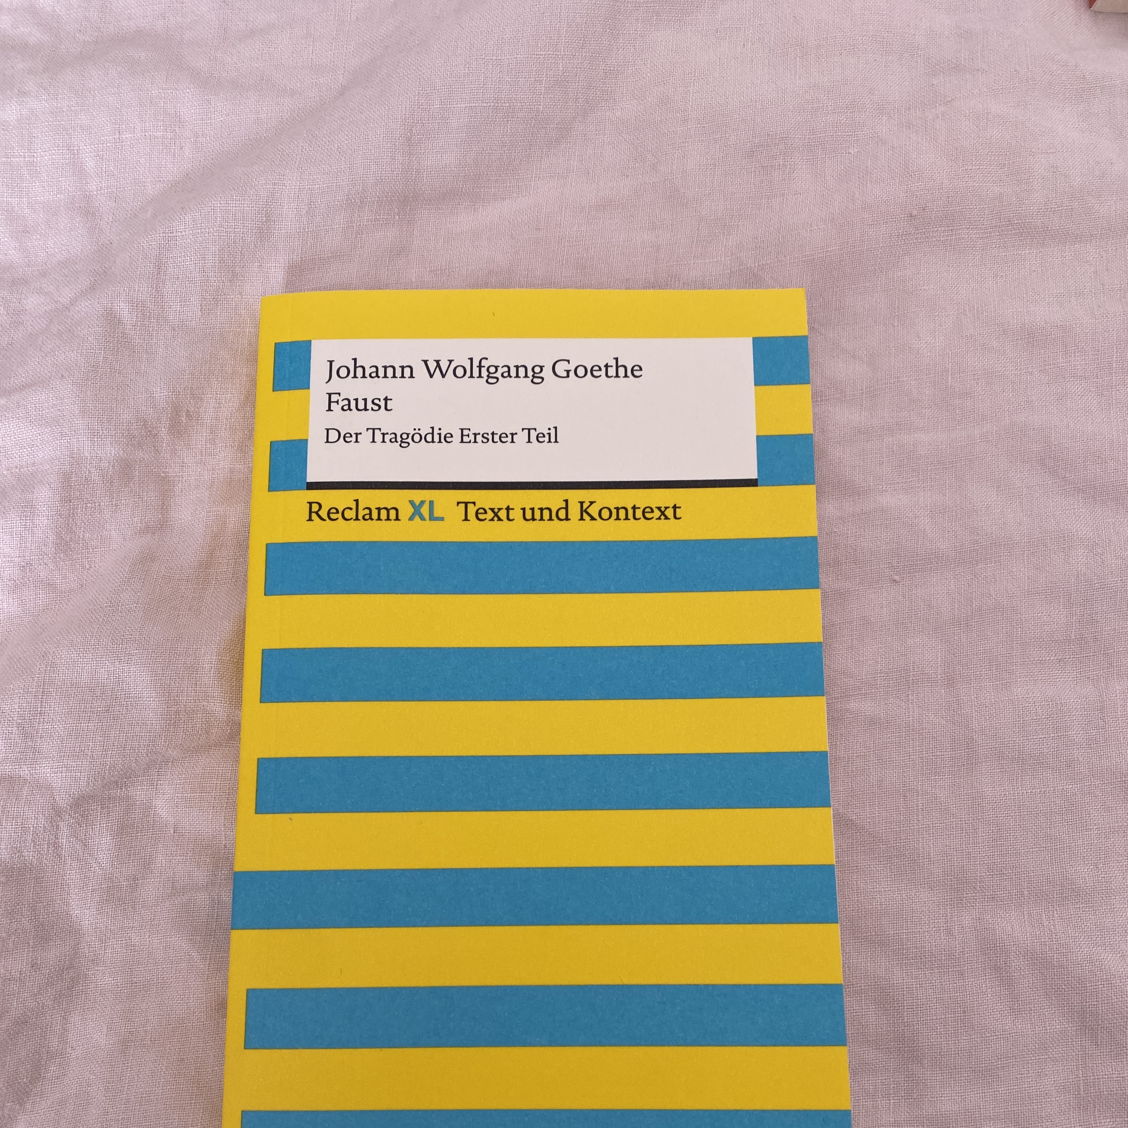 Johann Wolfgang Goethe
Faust
Der Tragödie Erster Teil
Reclam XL Text und Kontext